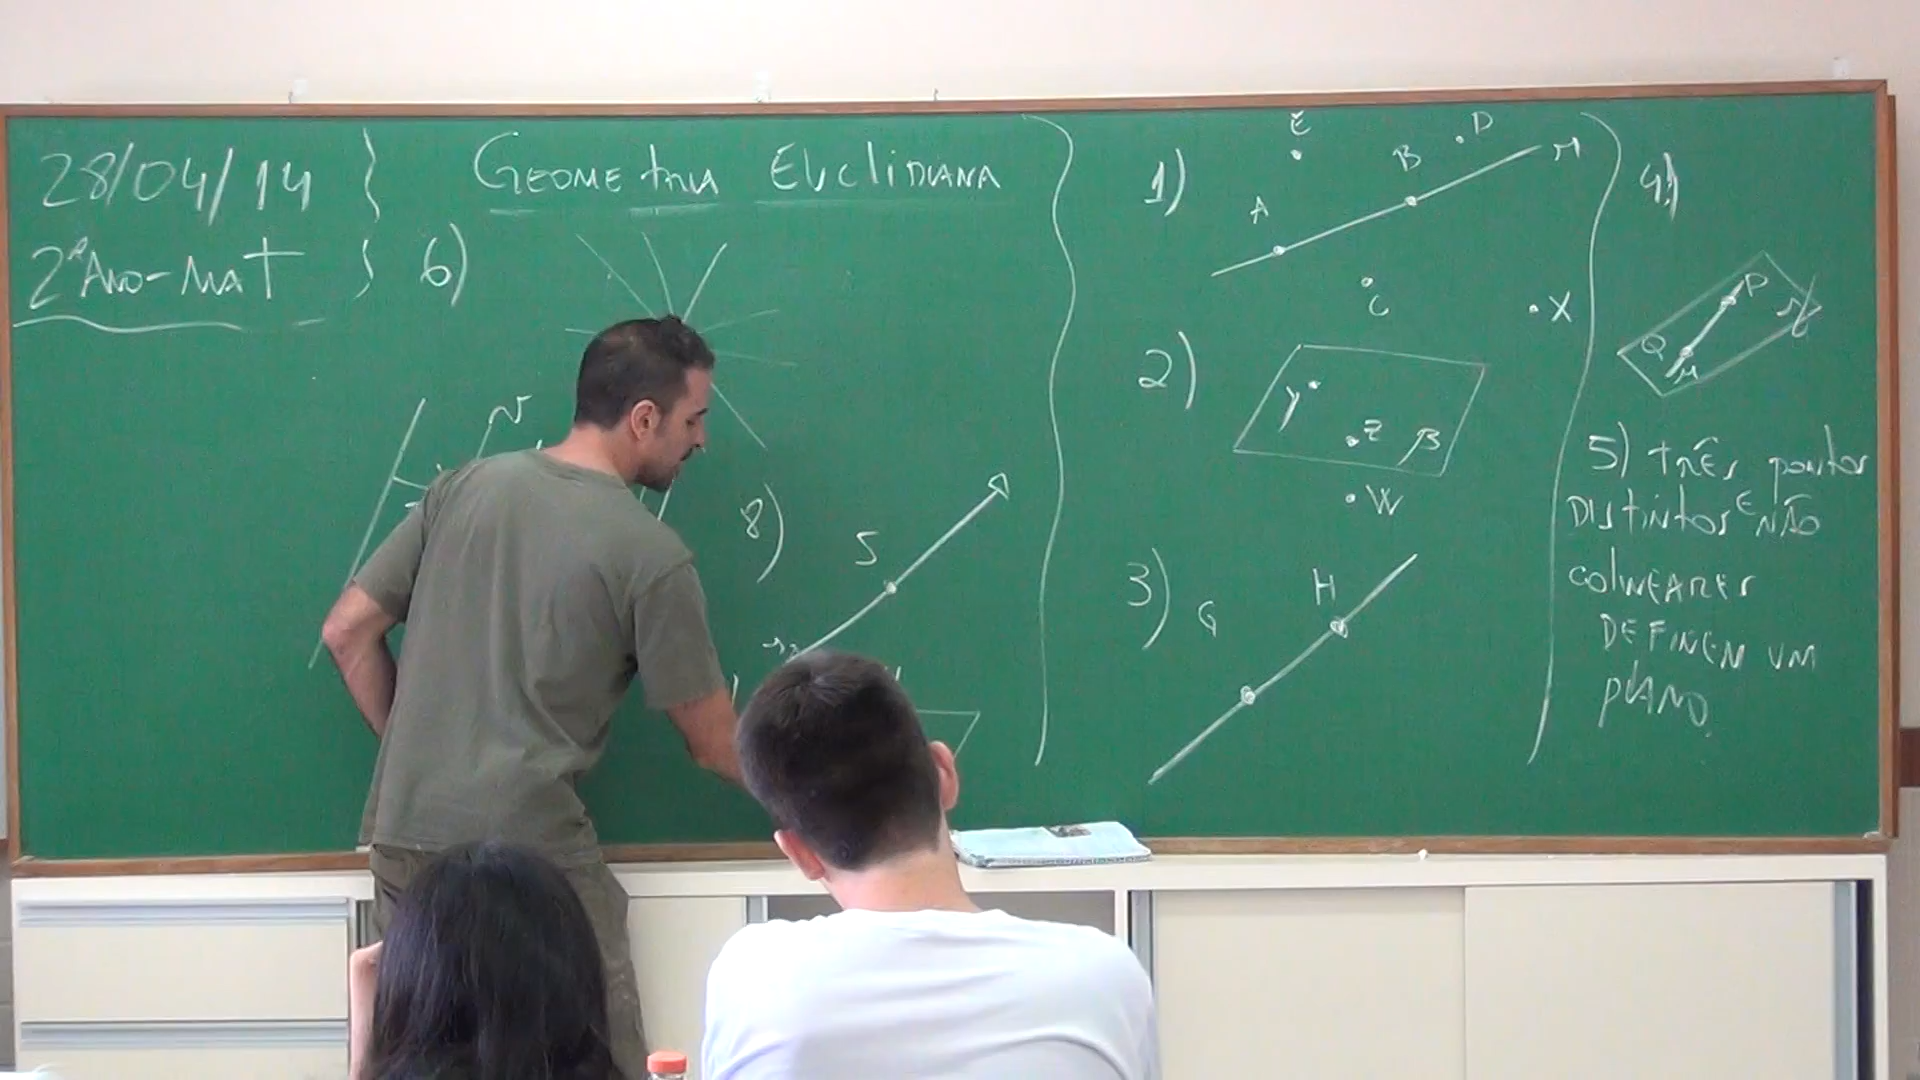 28/04/14
GEOMETRIA EUCLIDIANA
2º ANO - MAT
6)
N
8)
S
1)
E
D
B
M
A
C
X
2)
Y
Z
β
W
3)
G
H
4)
P
Q
M
5) TRÊS PONTOS
DISTINTOS E NÃO
COLINEARES
DEFINEM UM
PLANO